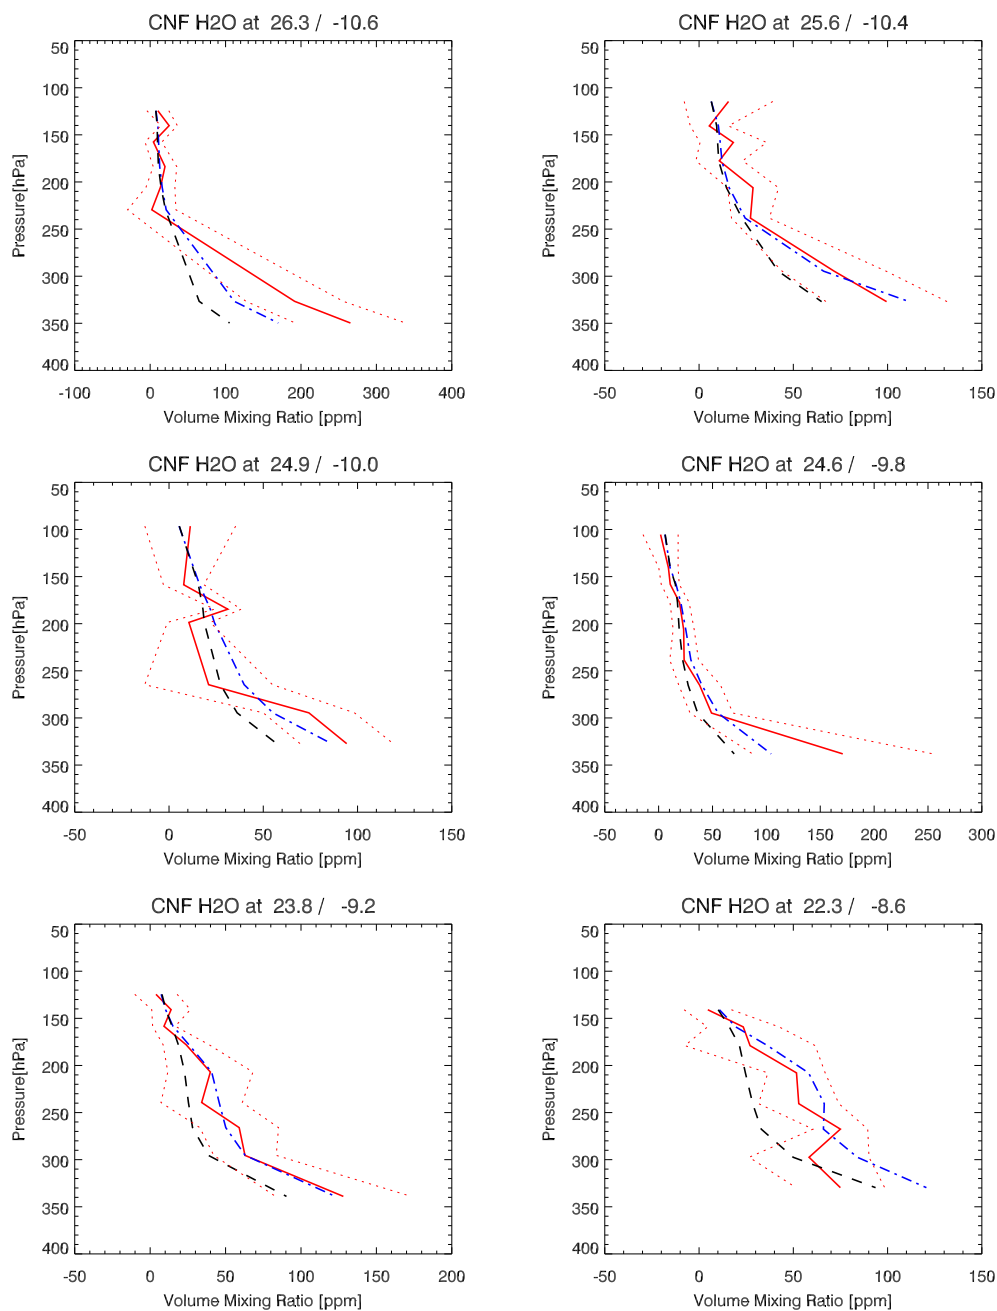 CNF H2O at 26.3 / -10.6
50
100
150
200
250
300
350
400
Pressure[hPa]
-100 0 100 200 300 400
Volume Mixing Ratio [ppm]
CNF H2O at 25.6 / -10.4
50
100
150
200
250
300
350
400
Pressure[hPa]
-50 0 50 100 150
Volume Mixing Ratio [ppm]
CNF H2O at 24.9 / -10.0
50
100
150
200
250
300
350
400
Pressure[hPa]
-50 0 50 100 150
Volume Mixing Ratio [ppm]
CNF H2O at 24.6 / -9.8
50
100
150
200
250
300
350
400
Pressure[hPa]
-50 0 50 100 150 200 250 300
Volume Mixing Ratio [ppm]
CNF H2O at 23.8 / -9.2
50
100
150
200
250
300
350
400
Pressure[hPa]
-50 0 50 100 150 200
Volume Mixing Ratio [ppm]
CNF H2O at 22.3 / -8.6
50
100
150
200
250
300
350
400
Pressure[hPa]
-50 0 50 100 150
Volume Mixing Ratio [ppm]